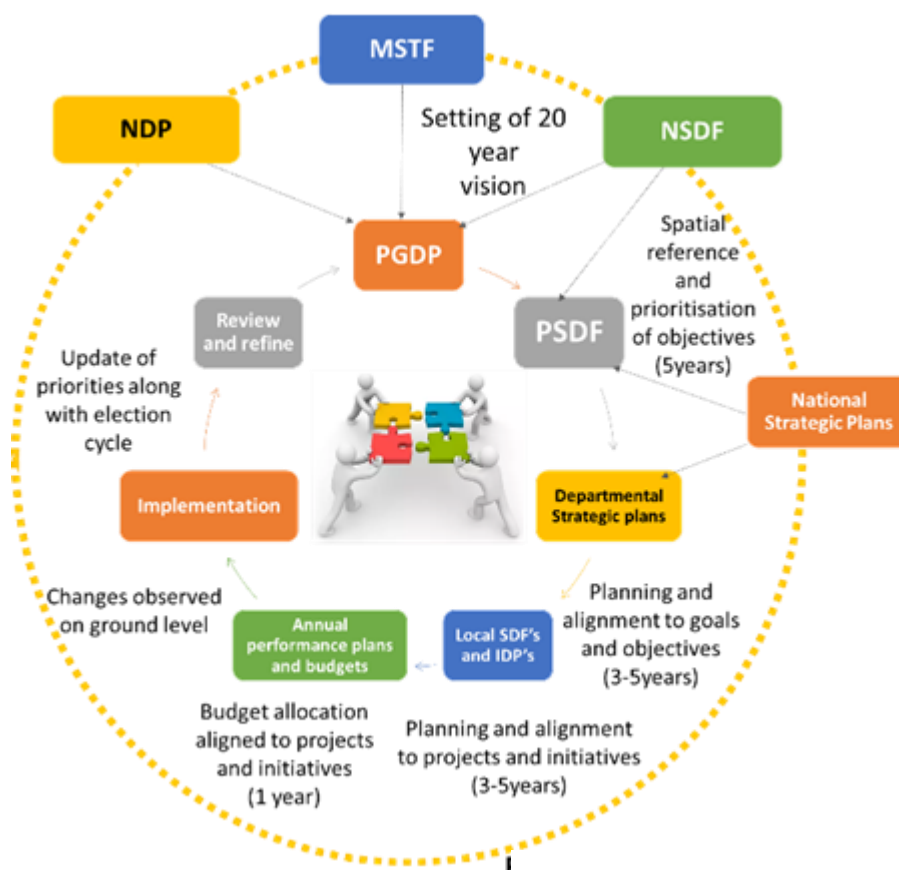 MSTF
NDP
NSDF
Setting of 20
year
vision
PGDP
Spatial
reference
and
prioritisation
of objectives
(5years)
PSDF
Review
and refine
Update of
priorities along
with election
cycle
National
Strategic Plans
Implementation
Departmental
Strategic plans
Changes observed
on ground level
Annual
performance plans
and budgets
Local SDF's
and IDP's
Planning and
alignment to goals
and objectives
(3-5years)
Budget allocation
aligned to projects
and initiatives
(1 year)
Planning and alignment
to projects and initiatives
(3-5years)